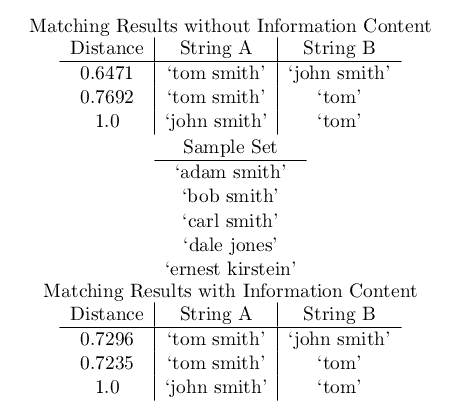 Matching Results without Information Content
Distance String A String B
0.6471 ‘tom smith’ ‘john smith’
0.7692 ‘tom smith’ ‘tom’
1.0 ‘john smith’ ‘tom’
Sample Set
‘adam smith’
‘bob smith’
‘carl smith’
‘dale jones’
‘ernest kirstein’
Matching Results with Information Content
Distance String A String B
0.7296 ‘tom smith’ ‘john smith’
0.7235 ‘tom smith’ ‘tom’
1.0 ‘john smith’ ‘tom’